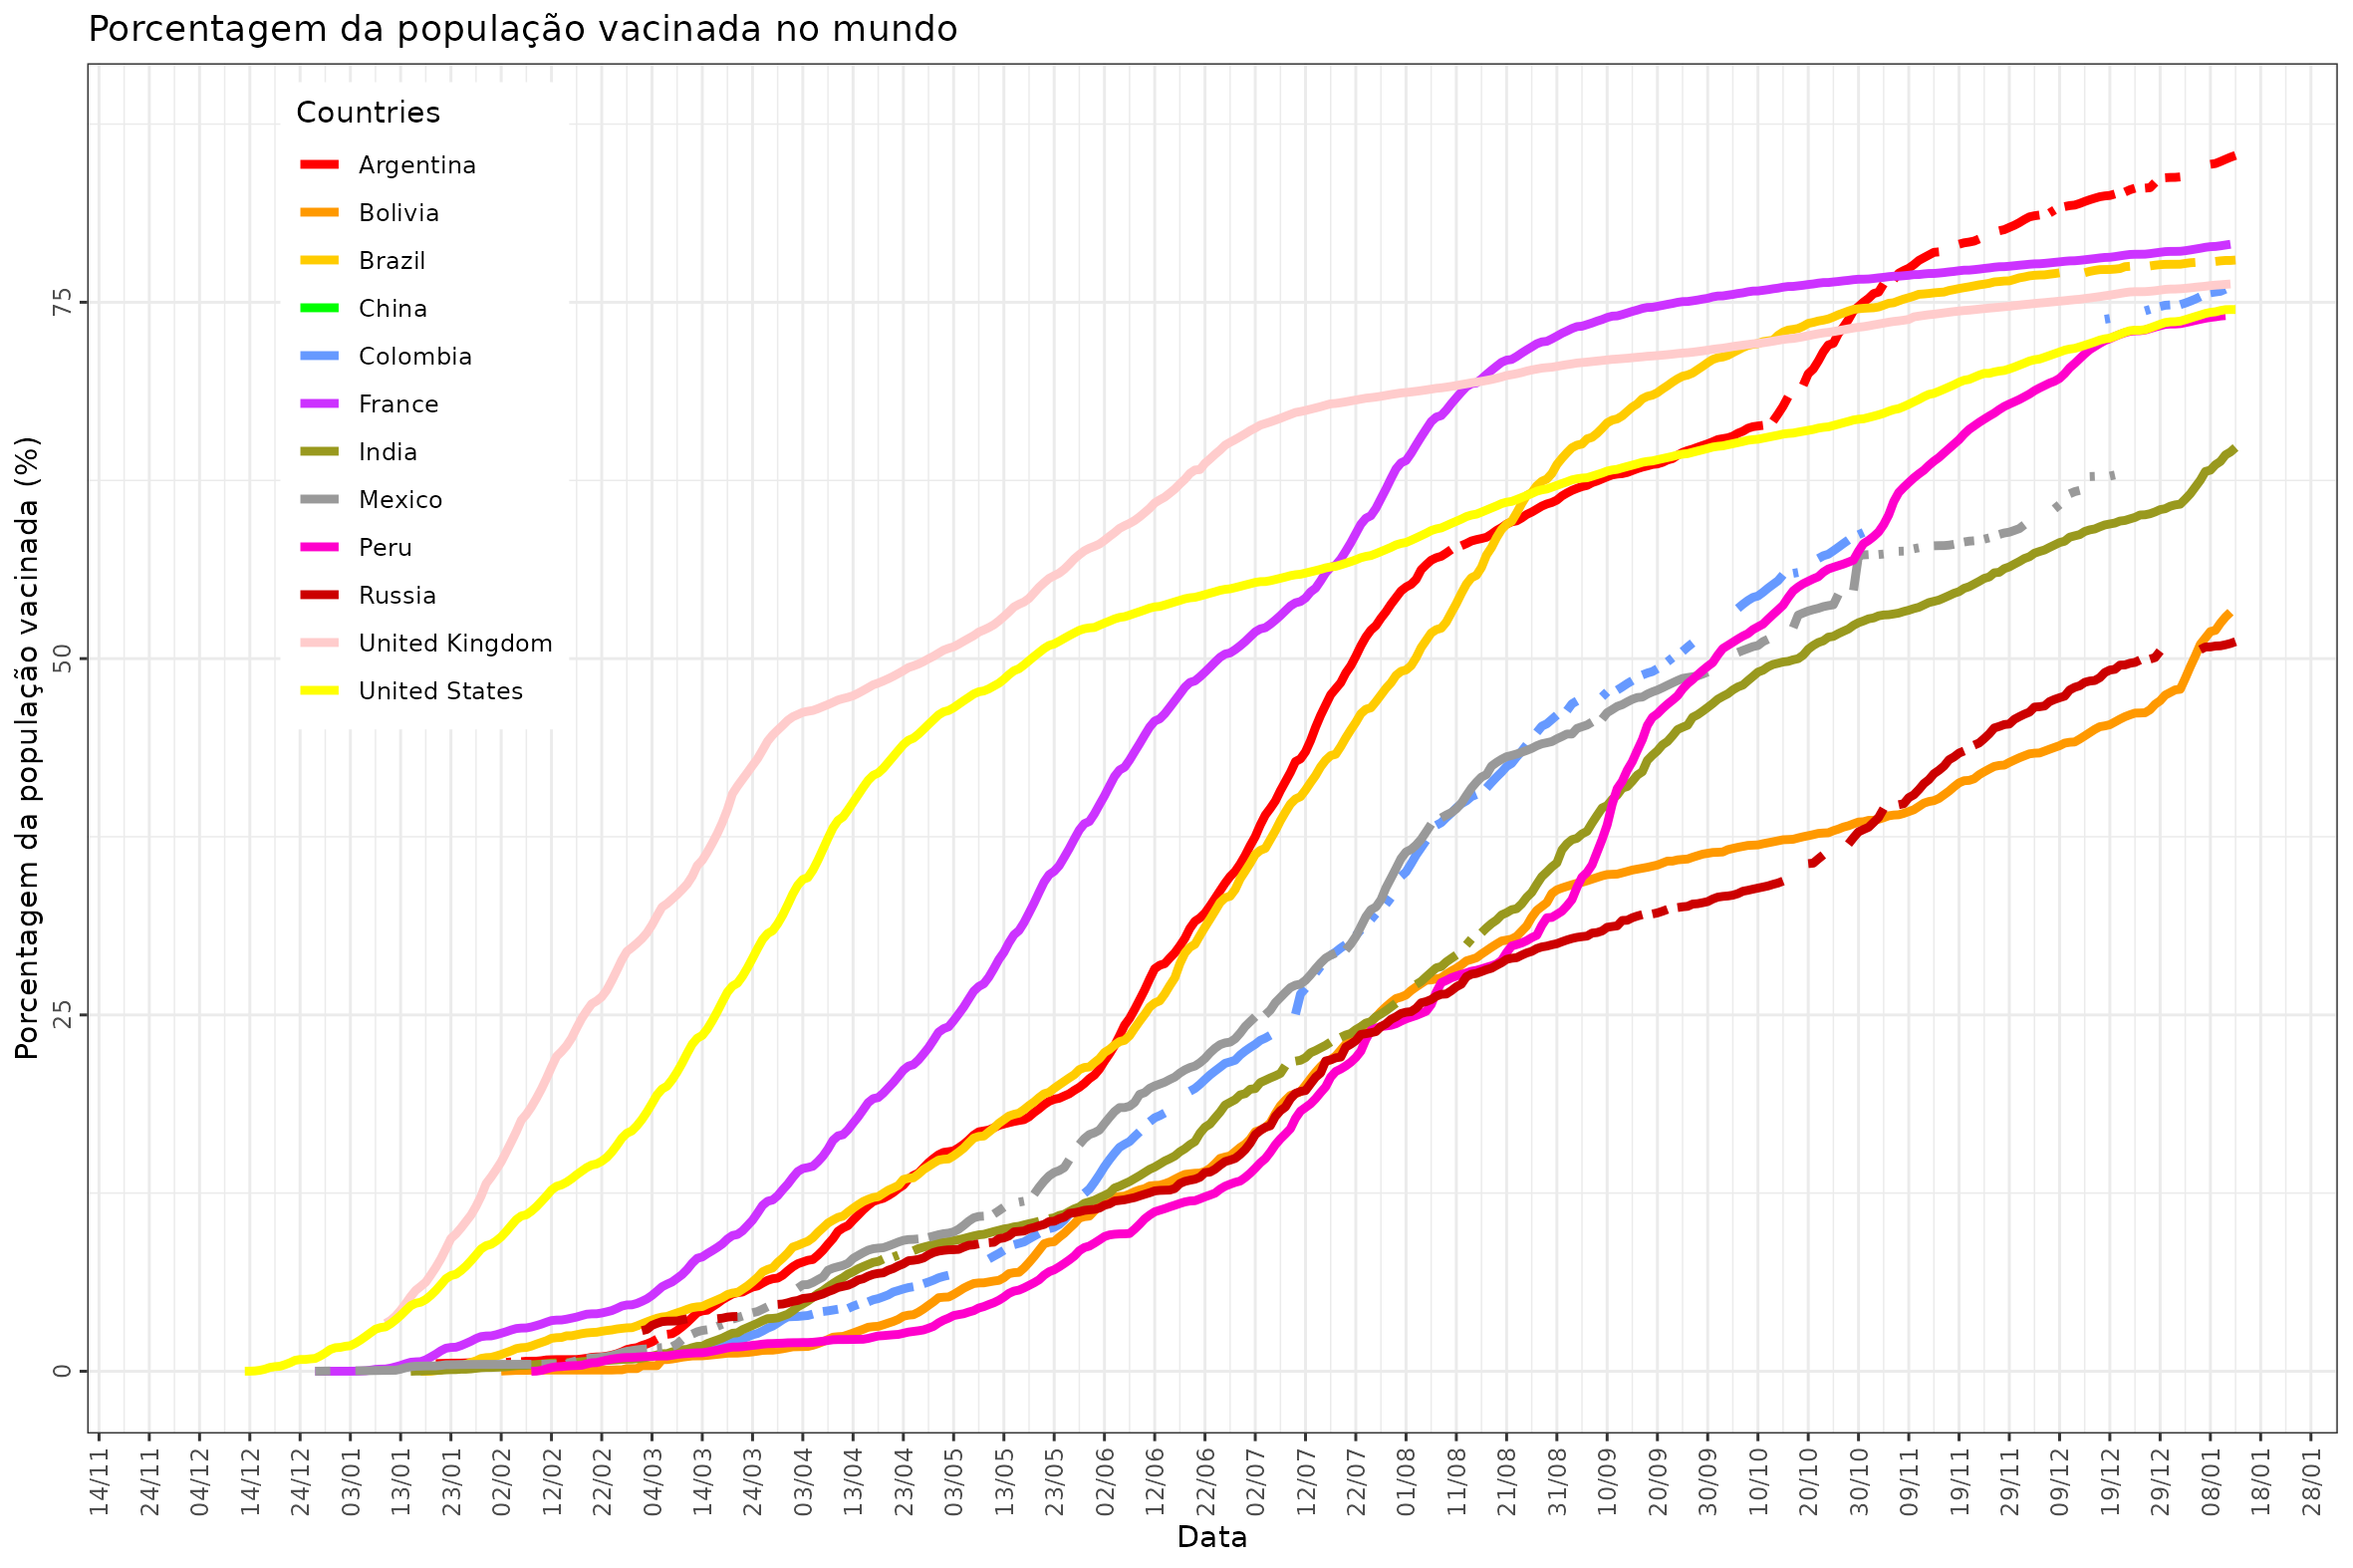 Porcentagem da população vacinada no mundo
Countries
Argentina
Bolivia
Brazil
China
Colombia
France
India
Mexico
Peru
Russia
United Kingdom
United States
Porcentagem da população vacinada (%)
75
50
25
0
14/11 24/11 04/12 14/12 24/12 03/01 13/01 23/01 02/02 12/02 22/02 04/03 14/03 24/03 03/04 13/04 23/04 03/05 13/05 23/05 02/06 12/06 22/06 02/07 12/07 22/07 01/08 11/08 21/08 31/08 10/09 20/09 30/09 10/10 20/10 30/10 09/11 19/11 29/11 09/12 19/12 29/12 08/01 18/01 28/01
Data